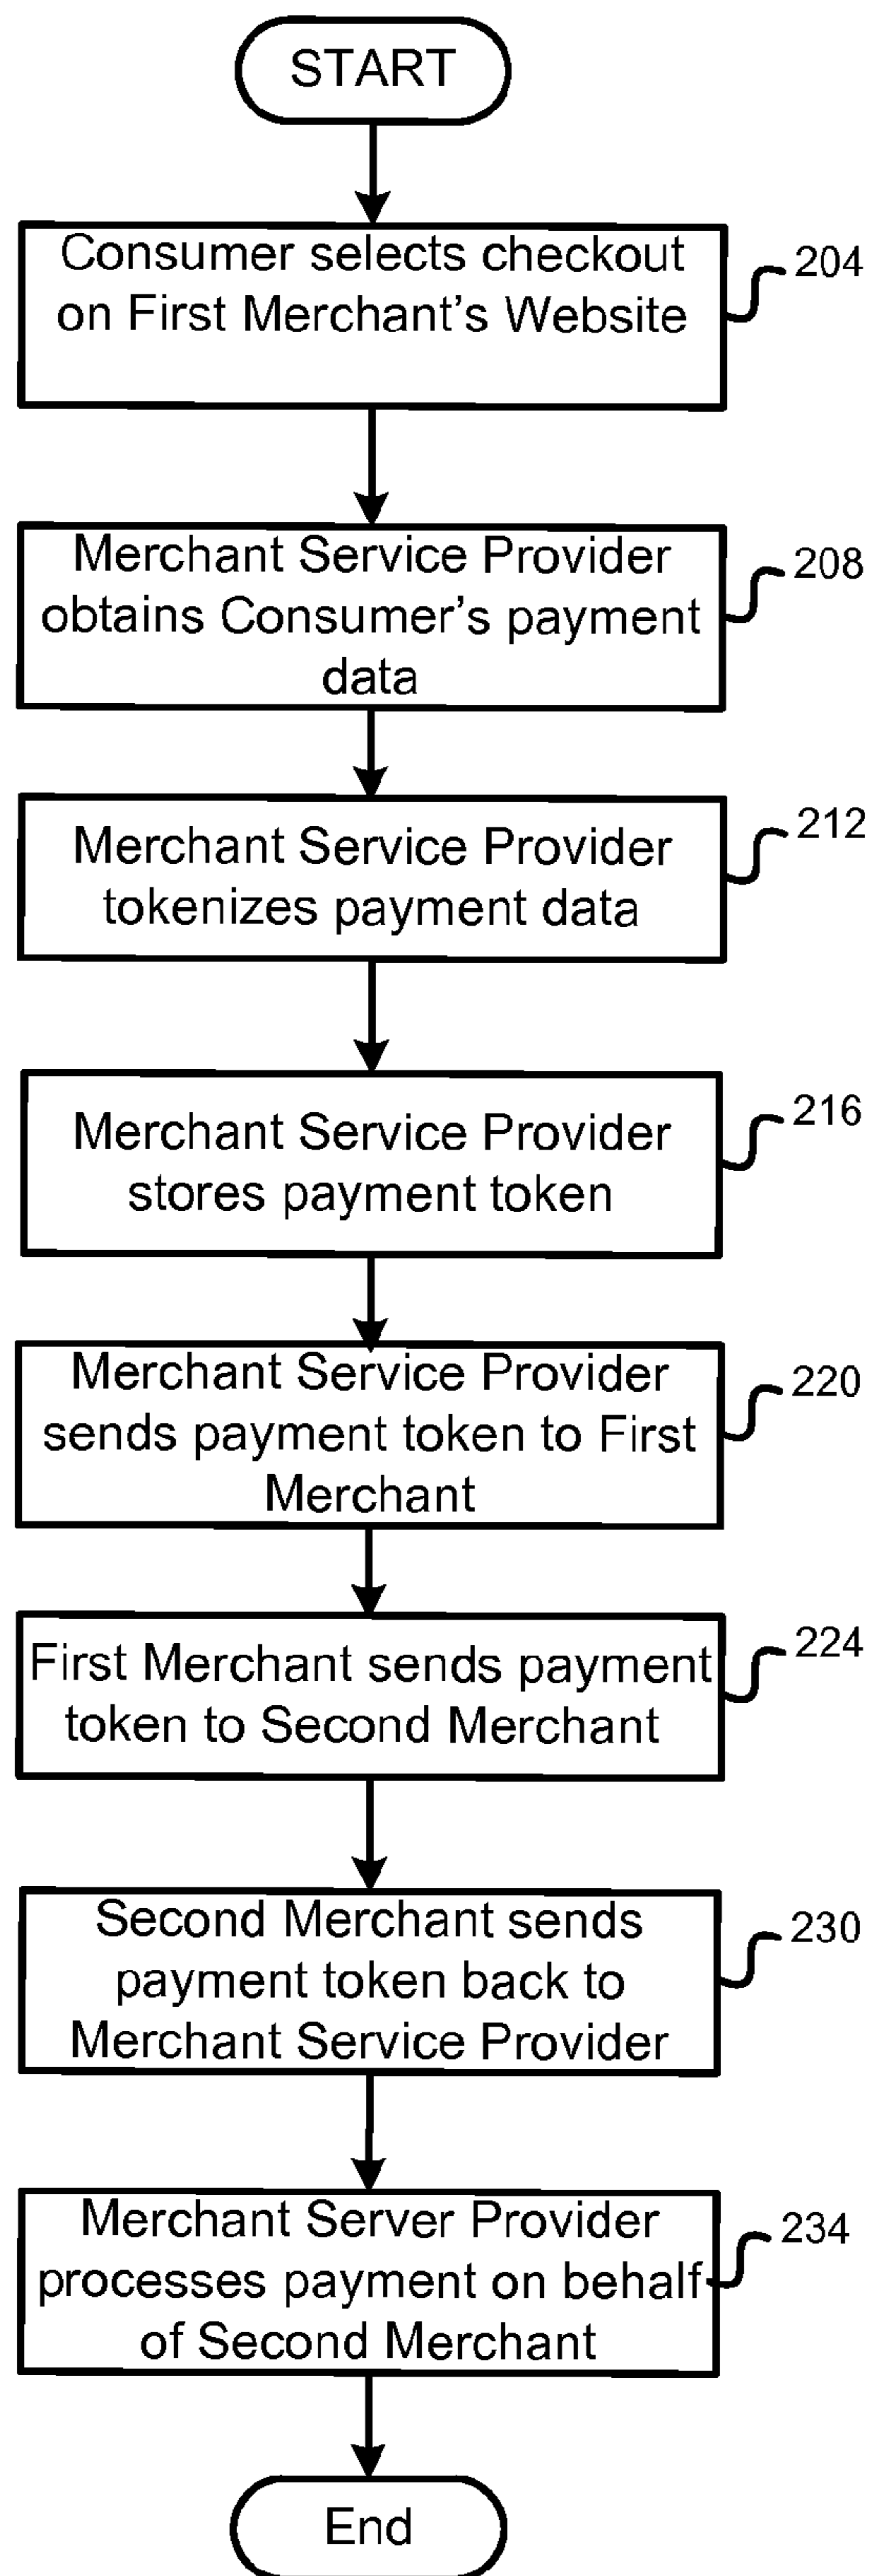 START
Consumer selects checkout
on First Merchant's Website
204
Merchant Service Provider
obtains Consumer's payment
data
208
Merchant Service Provider
tokenizes payment data
212
Merchant Service Provider
stores payment token
216
Merchant Service Provider
sends payment token to First
Merchant
220
First Merchant sends payment
token to Second Merchant
224
Second Merchant sends
payment token back to
Merchant Service Provider
230
Merchant Server Provider
processes payment on behalf
of Second Merchant
234
End